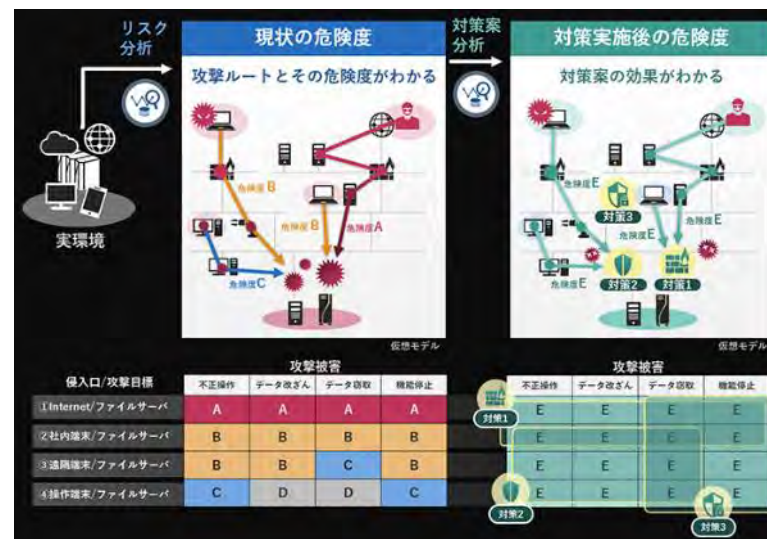 リスク
分析
現状の危険度
対策案
分析
対策実施後の危険度
攻撃ルートとその危険度がわかる
対策案の効果がわかる
実環境
危険度B
危険度B
危険度A
危険度C
危険度E
対策3
危険度E
危険度E
危険度E
対策2
対策1
仮想モデル
仮想モデル
侵入口/攻撃目標
攻撃被害
不正操作 データ改ざん データ窃取 機能停止
①Internet/ファイルサーバ A A A A
②社内端末/ファイルサーバ B B B B
③遠隔端末/ファイルサーバ B B C B
④操作端末/ファイルサーバ C D D C
攻撃被害
不正操作 データ改ざん データ窃取 機能停止
対策1
E E E E
E E E E
E E E E
E E E E
対策2
対策3